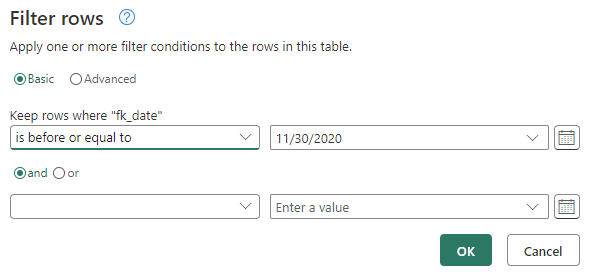 Filter rows
Apply one or more filter conditions to the rows in this table.
Basic Advanced
Keep rows where "fk_date"
is before or equal to 11/30/2020
and or
Enter a value
OK Cancel